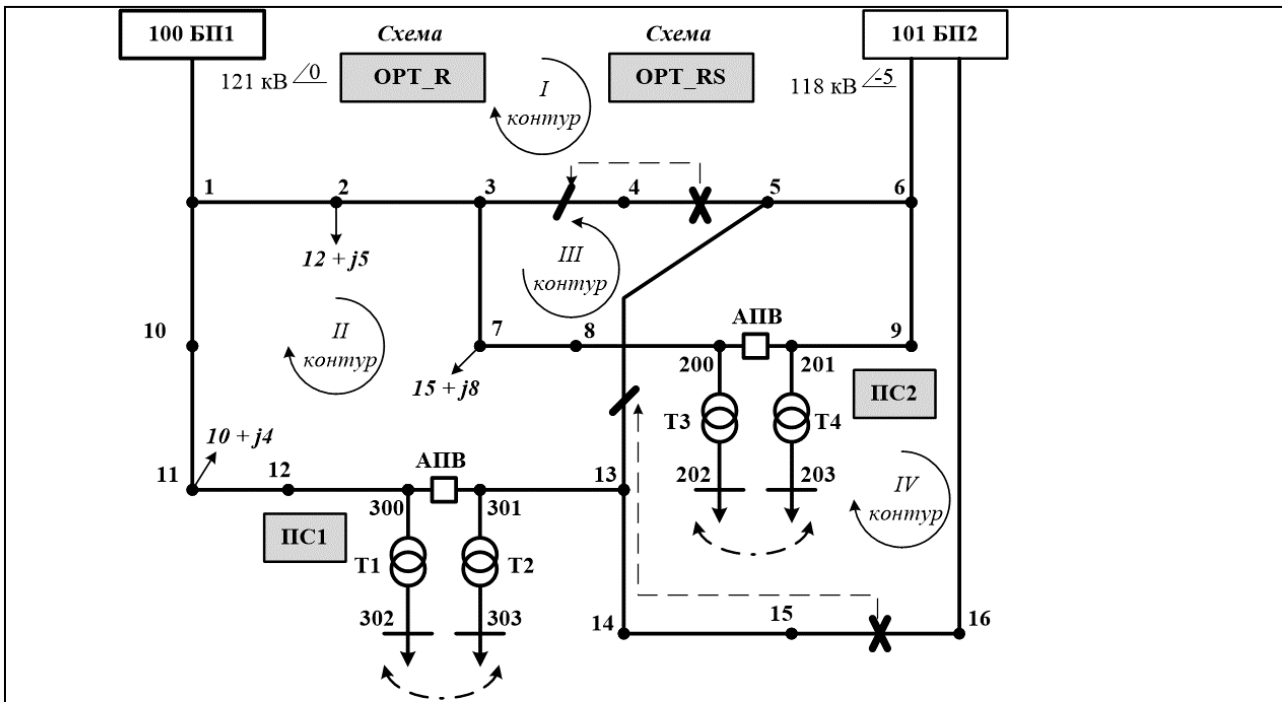 100 БП1
Схема
Схема
101 БП2
121 кВ ∠0
ОРТ_R
ОРТ_RS
118 кВ ∠-5
I
контур
1
2
3
4
5
6
12 + j5
III
контур
10
II
контур
7
8
АПВ
9
200
201
15 + j8
ПС2
Т3
Т4
10 + j4
11
12
АПВ
13
202
203
IV
контур
300
301
ПС1
Т1
Т2
302
303
14
15
16